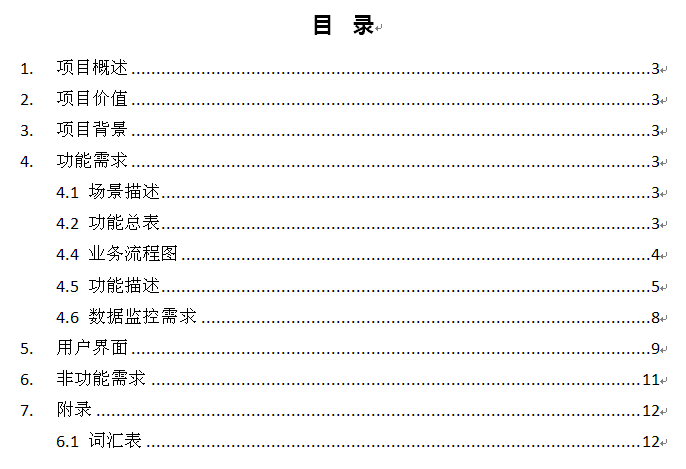 目 录
1. 项目概述........................................3
2. 项目价值........................................3
3. 项目背景........................................3
4. 功能需求........................................3
4.1 场景描述........................................3
4.2 功能总表........................................3
4.4 业务流程图........................................4
4.5 功能描述........................................5
4.6 数据监控需求........................................8
5. 用户界面........................................9
6. 非功能需求........................................11
7. 附录........................................12
6.1 词汇表........................................12